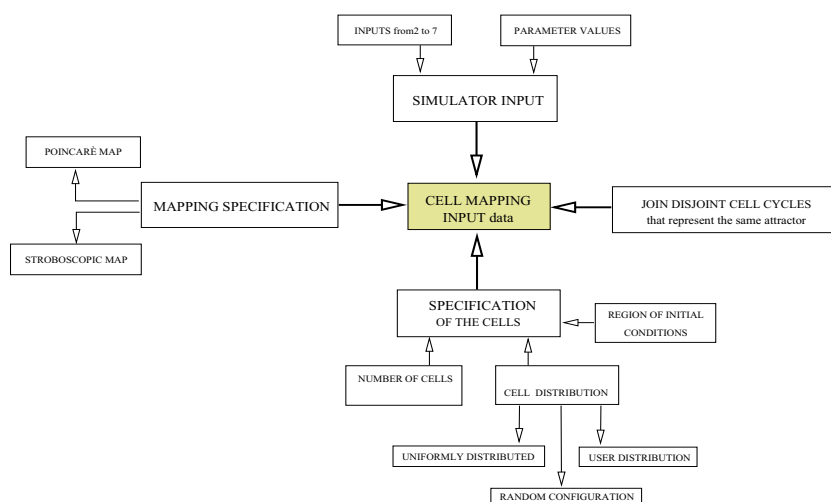 INPUTS from2 to 7
PARAMETER VALUES
SIMULATOR INPUT
POINCARÈ MAP
MAPPING SPECIFICATION
STROBOSCOPIC MAP
CELL MAPPING
INPUT data
JOIN DISJOINT CELL CYCLES
that represent the same attractor
SPECIFICATION
OF THE CELLS
REGION OF INITIAL
CONDITIONS
NUMBER OF CELLS
CELL DISTRIBUTION
UNIFORMLY DISTRIBUTED
USER DISTRIBUTION
RANDOM CONFIGURATION